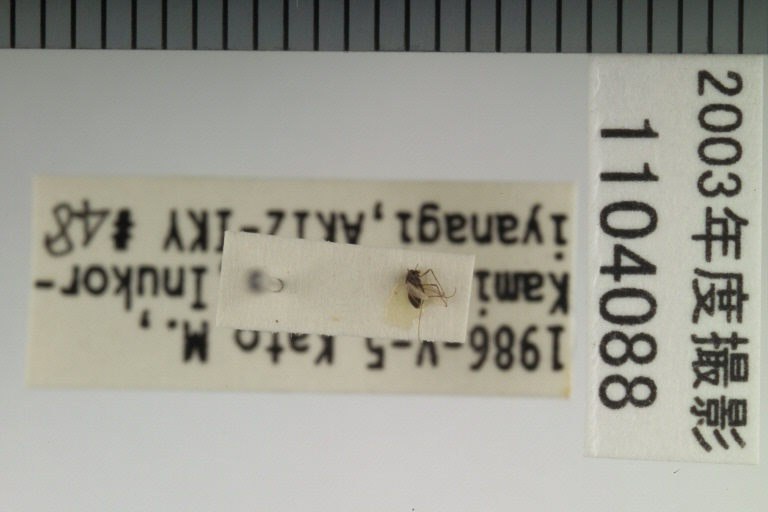 2003年度撮影
1104088
1986-V-5 Kato M.,
Kami Inukor-
iyanagi, AKIZ-IKY #48